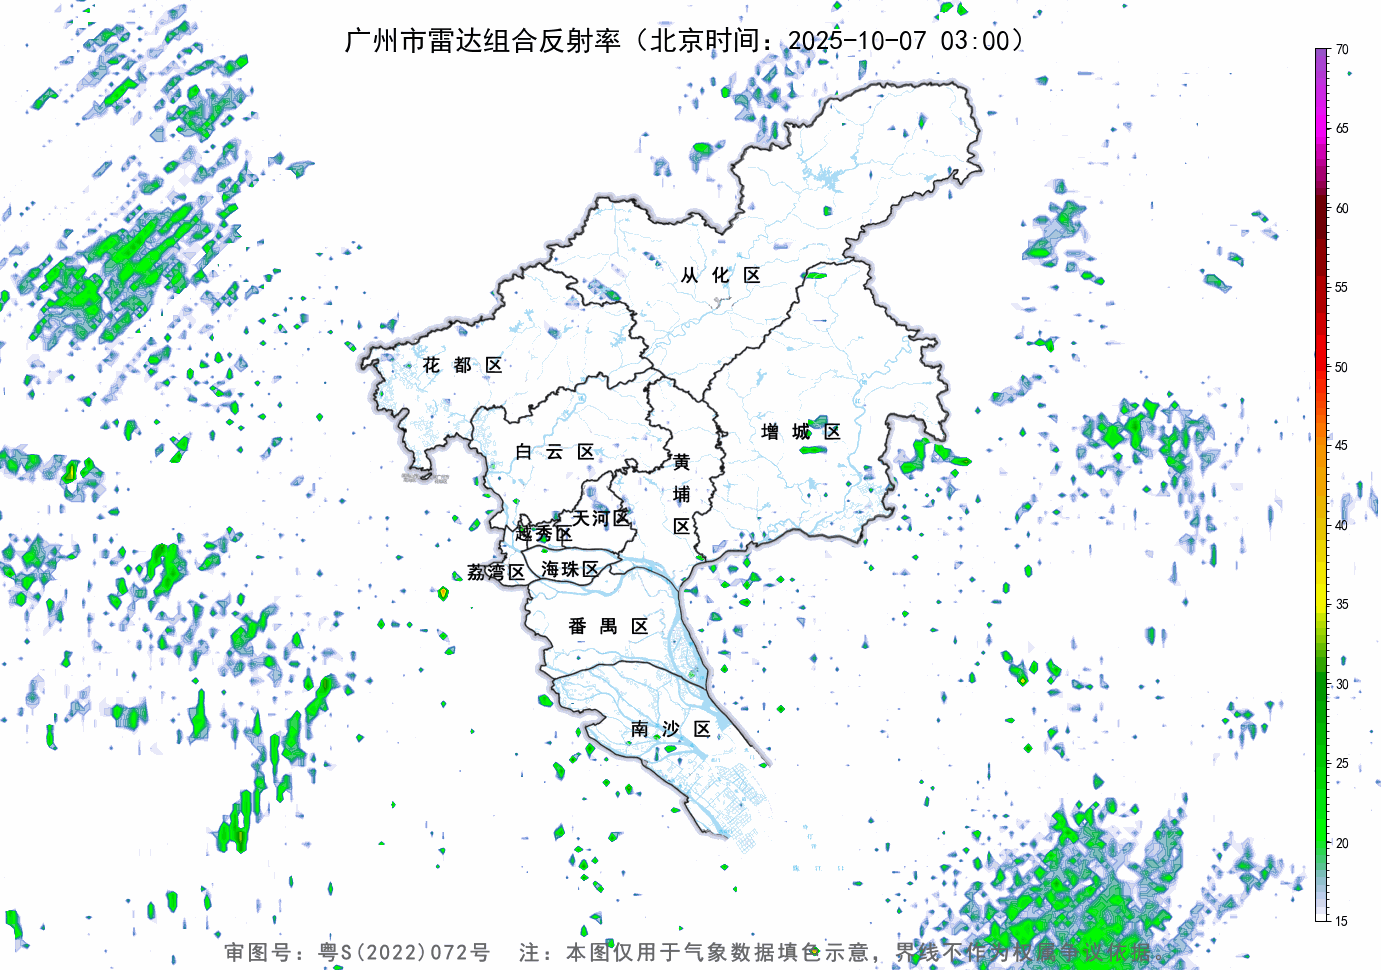 广州市雷达组合反射率（北京时间：2025-10-07 03:00）
70
65
60
55
50
45
40
35
30
25
20
15
从化区
花都区
增城区
白云区
黄埔区
天河区
越秀区
荔湾区
海珠区
番禺区
南沙区
审图号：粤S(2022)072号 注：本图仅用于气象数据填色示意，界线不作为权属争议依据。